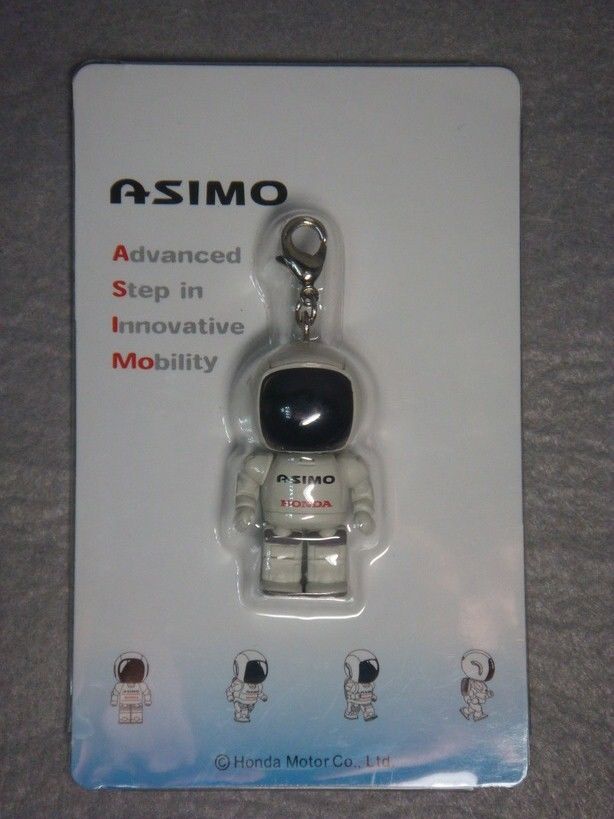 ASIMO
Advanced
Step in
Innovative
Mobility
ASIMO
HONDA
© Honda Motor Co., Ltd.